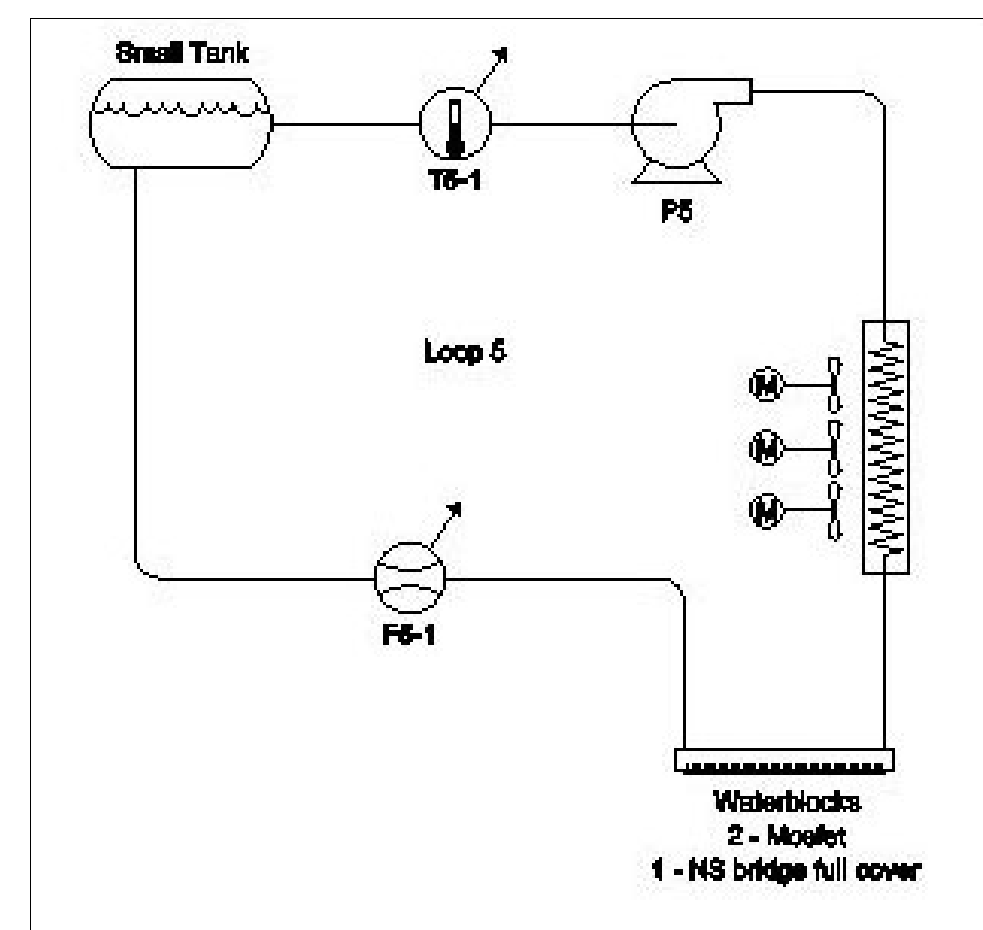 Small Tank
T5-1
P5
Loop 5
M
M
M
F5-1
Waterblocks
2 - Mosfet
1 - NS bridge full cover